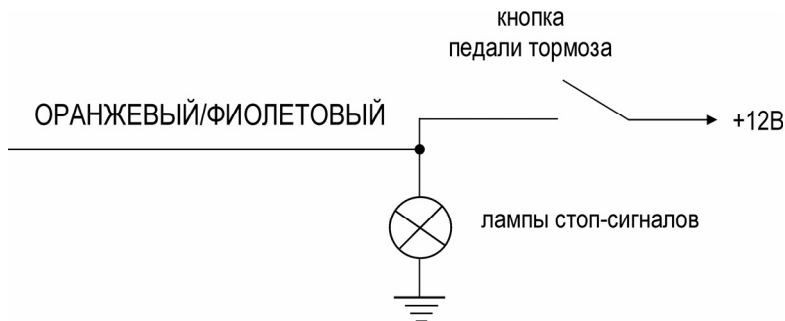 кнопка
педали тормоза
ОРАНЖЕВЫЙ/ФИОЛЕТОВЫЙ
+12В
лампы стоп-сигналов